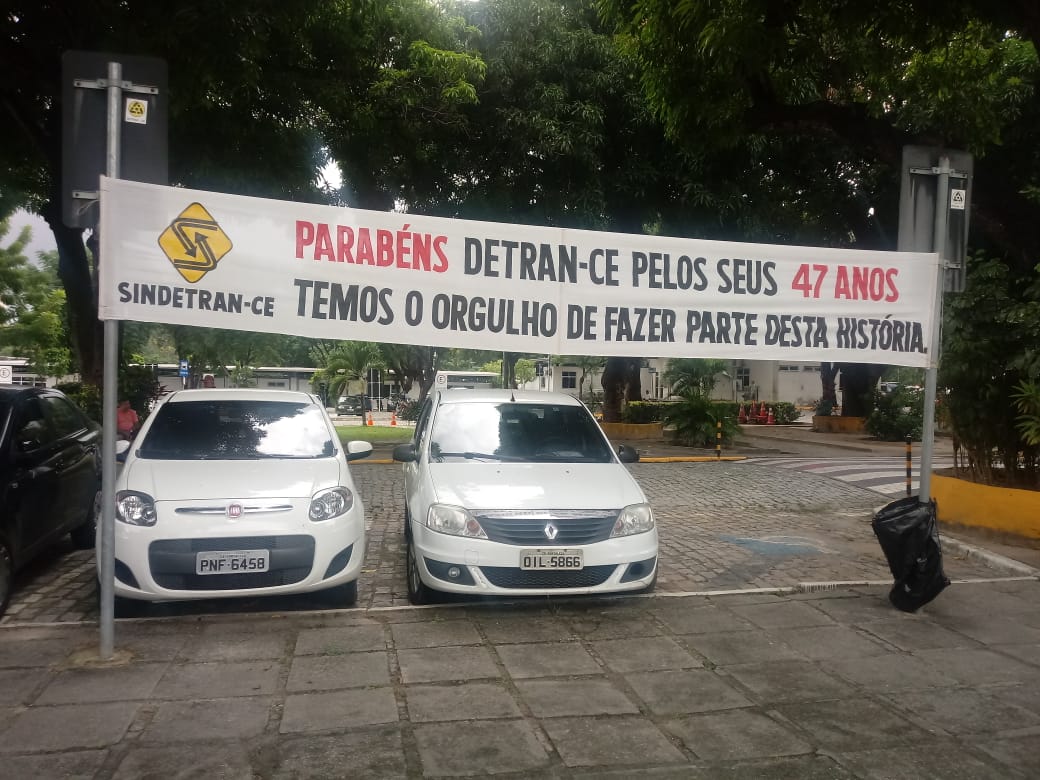 PARABÉNS DETRAN-CE PELOS SEUS 47 ANOS
SINDETRAN-CE
TEMOS O ORGULHO DE FAZER PARTE DESTA HISTÓRIA.
PNF-6458
OIL-5866
E
E